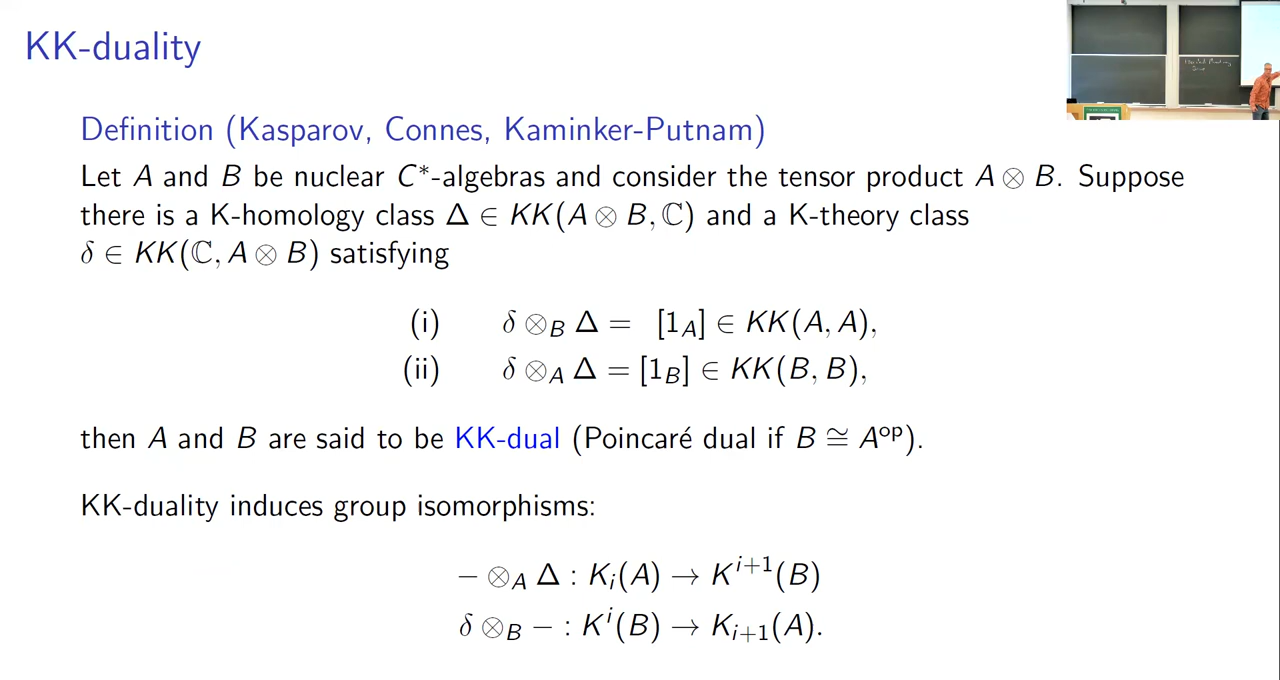 KK-duality
Definition (Kasparov, Connes, Kaminker-Putnam)
Let A and B be nuclear C*-algebras and consider the tensor product A ⊗ B. Suppose
there is a K-homology class Δ ∈ KK(A ⊗ B, ℂ) and a K-theory class
δ ∈ KK(ℂ, A ⊗ B) satisfying
(i) δ ⊗_B Δ = [1_A] ∈ KK(A, A),
(ii) δ ⊗_A Δ = [1_B] ∈ KK(B, B),
then A and B are said to be KK-dual (Poincaré dual if B ≅ A^op).
KK-duality induces group isomorphisms:
− ⊗_A Δ : K_i(A) → K^{i+1}(B)
δ ⊗_B − : K^i(B) → K_{i+1}(A).